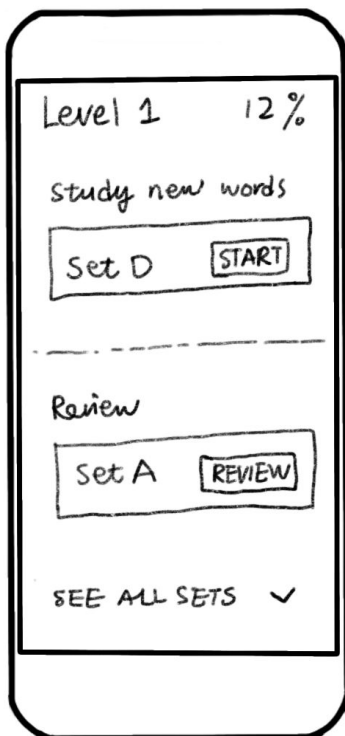 Level 1 12%
Study new words
Set D START
Review
Set A REVIEW
SEE ALL SETS